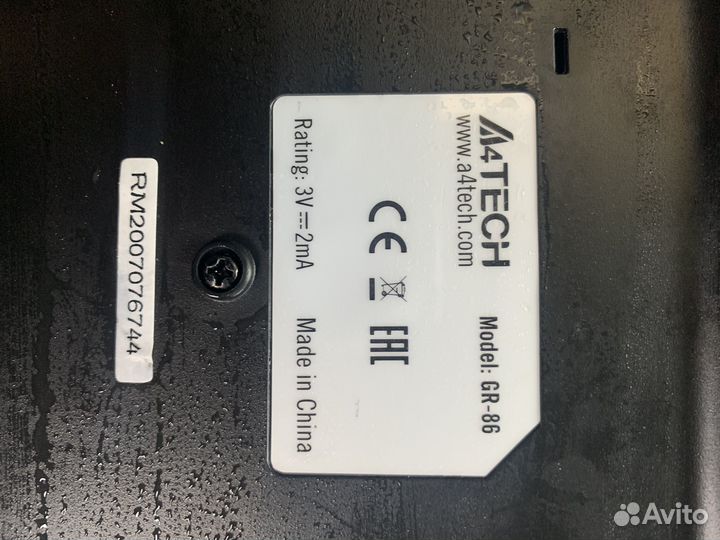 A4TECH
www.a4tech.com
Model: GR-86
CE
EAC
Rating: 3V⎓2mA
Made in China
RM2007076744
Avito